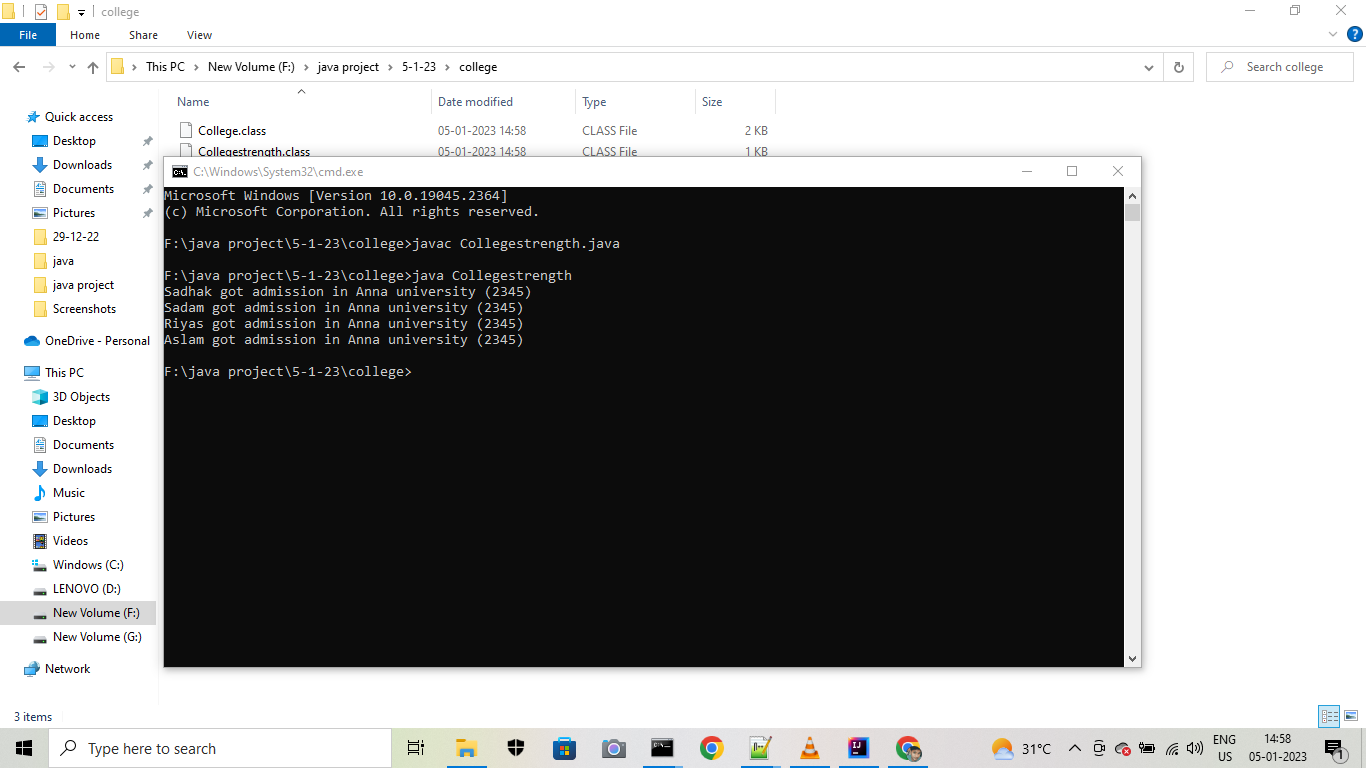 college
File Home Share View
This PC New Volume (F:) java project 5-1-23 college
Search college
Name Date modified Type Size
College.class 05-01-2023 14:58 CLASS File 2 KB
Collegestrength.class 05-01-2023 14:58 CLASS File 1 KB
Quick access
Desktop
Downloads
Documents
Pictures
29-12-22
java
java project
Screenshots
OneDrive - Personal
This PC
3D Objects
Desktop
Documents
Downloads
Music
Pictures
Videos
Windows (C:)
LENOVO (D:)
New Volume (F:)
New Volume (G:)
Network
C:\Windows\System32\cmd.exe
Microsoft Windows [Version 10.0.19045.2364]
(c) Microsoft Corporation. All rights reserved.
F:\java project\5-1-23\college>javac Collegestrength.java
F:\java project\5-1-23\college>java Collegestrength
Sadhak got admission in Anna university (2345)
Sadam got admission in Anna university (2345)
Riyas got admission in Anna university (2345)
Aslam got admission in Anna university (2345)
F:\java project\5-1-23\college>
3 items
Type here to search
31°C
ENG
US
14:58
05-01-2023
1